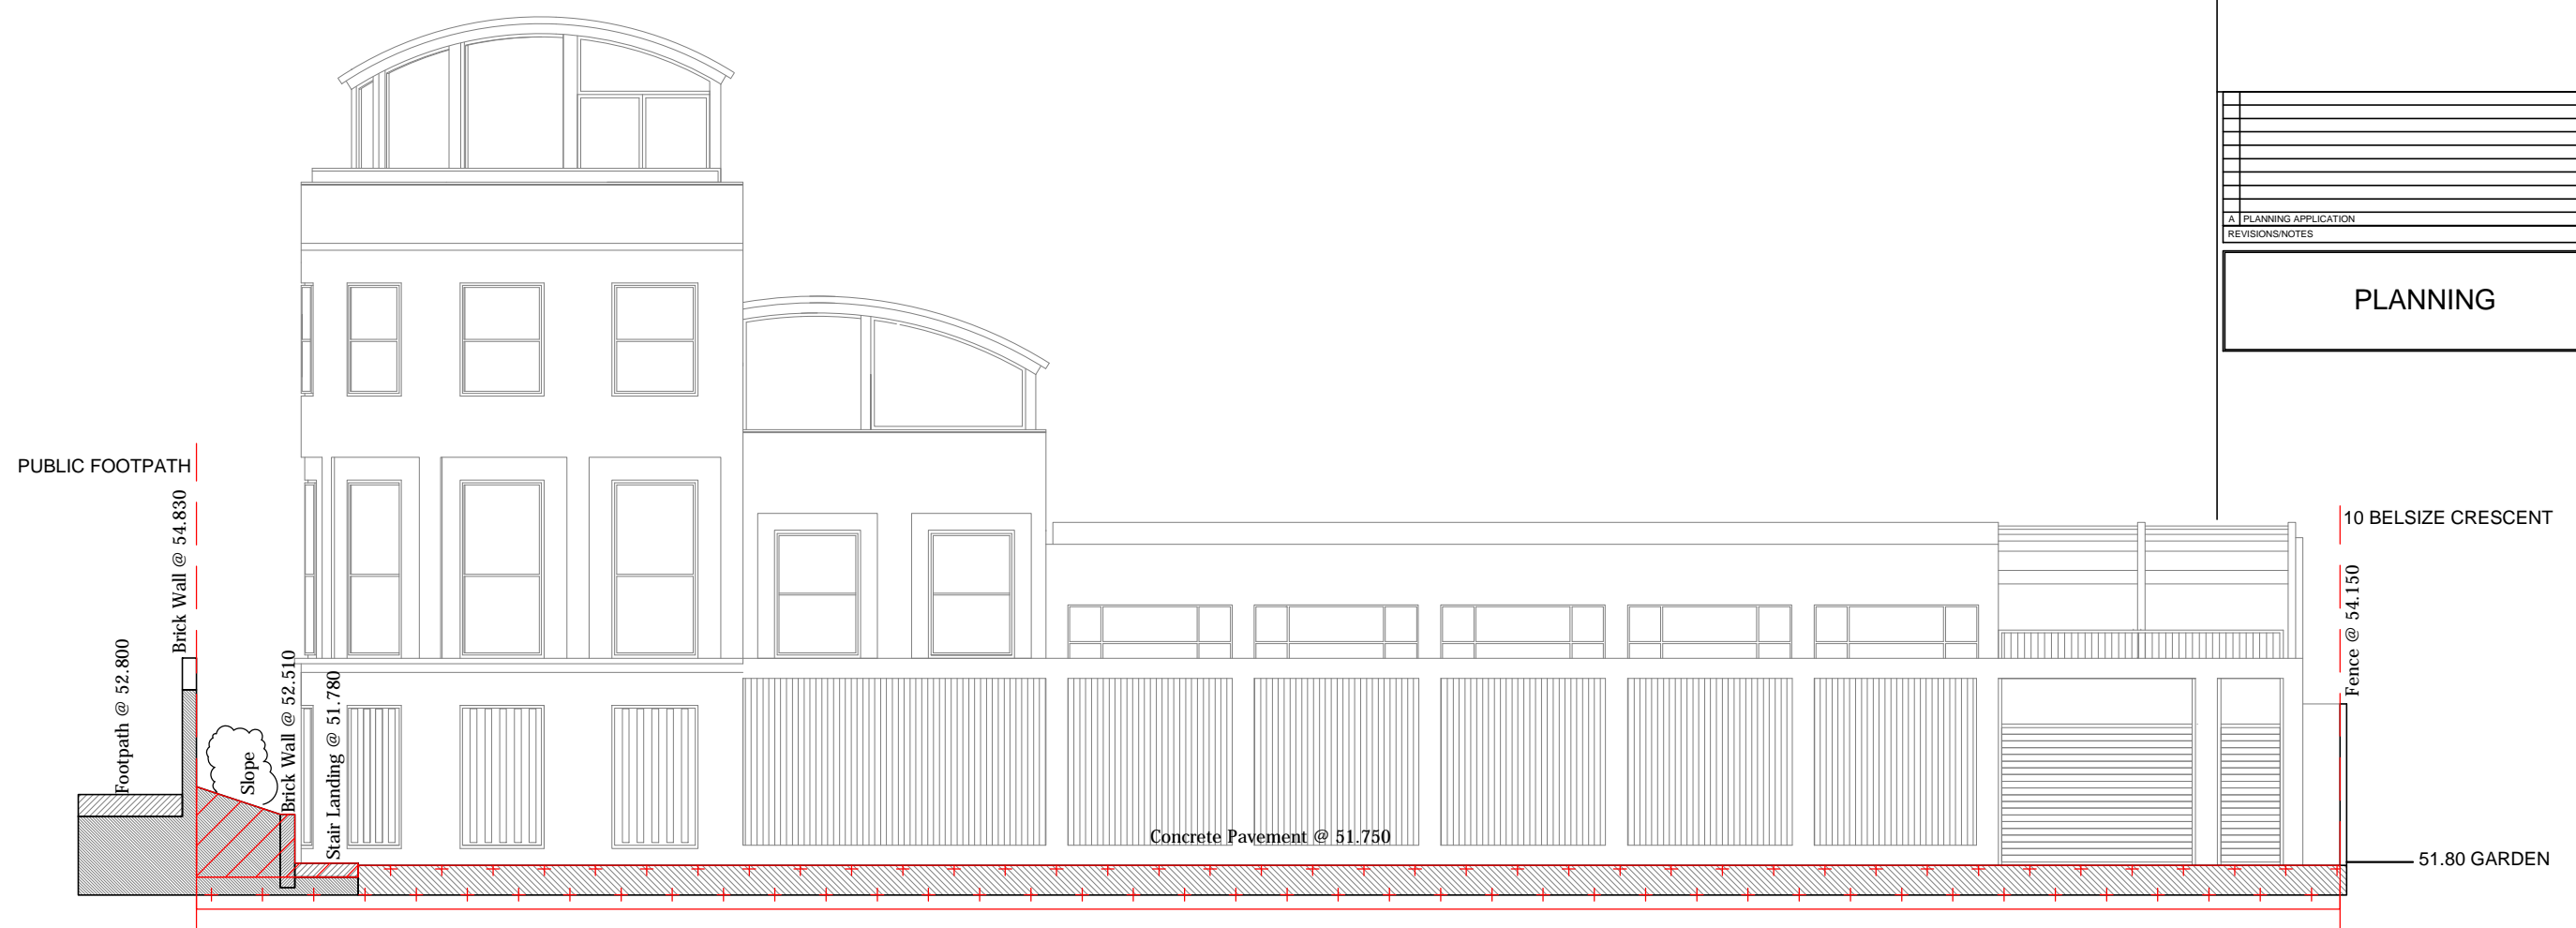 PUBLIC FOOTPATH
Brick Wall @ 54.830
Footpath @ 52.800
Slope
Brick Wall @ 52.510
Stair Landing @ 51.780
Concrete Pavement @ 51.750
A PLANNING APPLICATION
REVISIONS/NOTES
PLANNING
10 BELSIZE CRESCENT
Fence @ 54.150
51.80 GARDEN